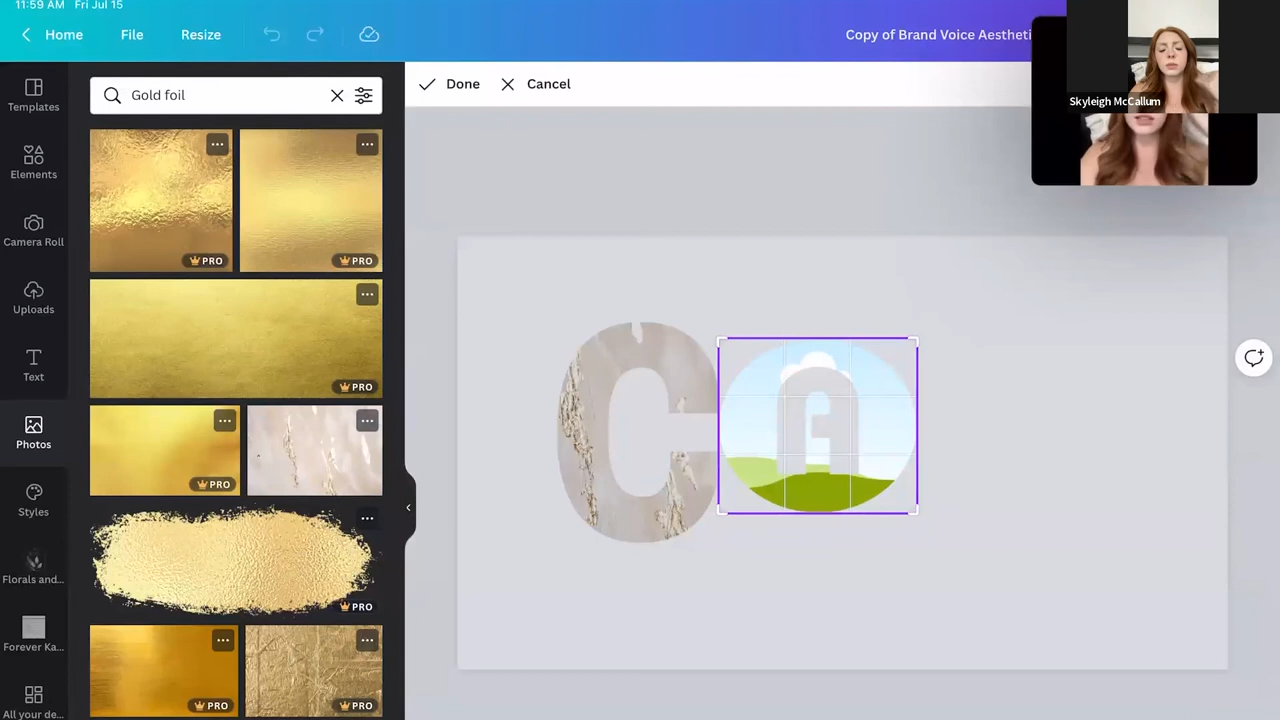 11:59 AM Fri Jul 15
Home
File
Resize
Copy of Brand Voice Aestheti
Skyleigh McCallum
Gold foil
Done
Cancel
Templates
Elements
Camera Roll
Uploads
Text
Photos
Styles
Florals and...
Forever Ka...
All your de...
PRO
PRO
PRO
PRO
PRO
PRO
PRO
C
A